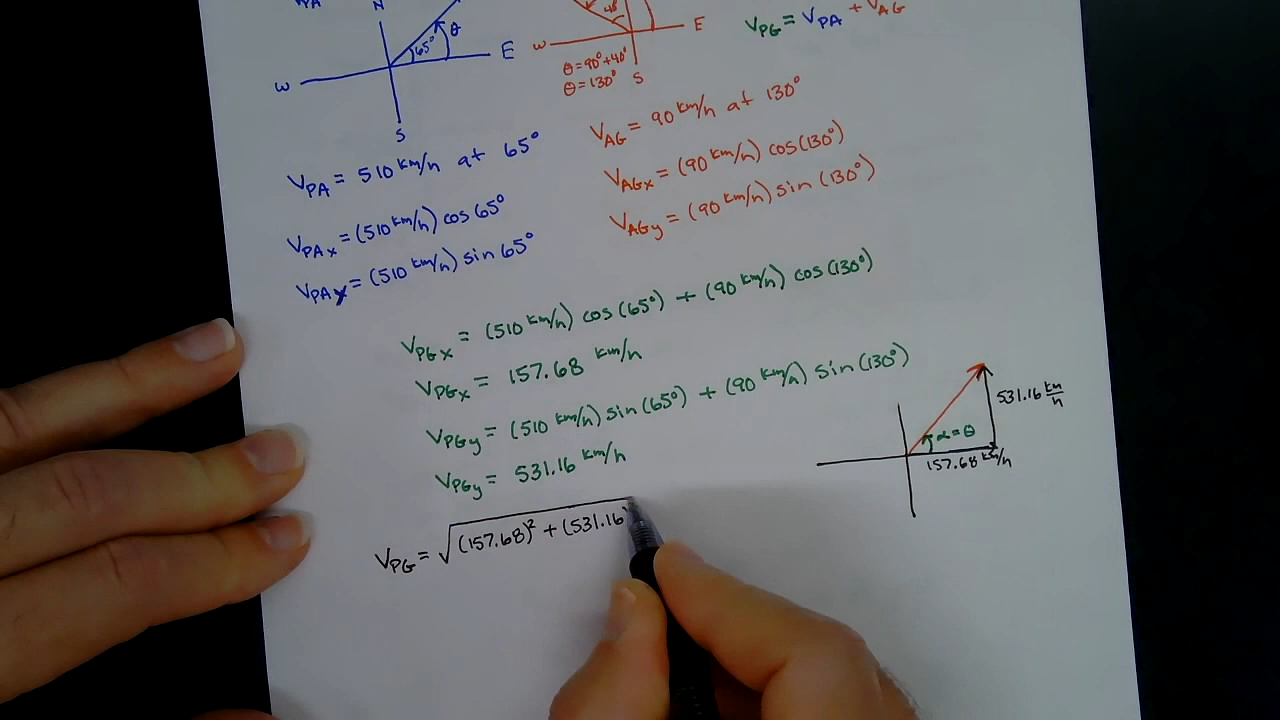 N
65° θ
W E
S
40°
W E
θ=90°+40°
θ=130° S
V_PG = V_PA + V_AG
V_PA = 510 km/h at 65°
V_PAx = (510 km/h) cos 65°
V_PAy = (510 km/h) sin 65°
V_AG = 90 km/h at 130°
V_AGx = (90 km/h) cos(130°)
V_AGy = (90 km/h) sin (130°)
V_PGx = (510 km/h) cos (65°) + (90 km/h) cos (130°)
V_PGx = 157.68 km/h
V_PGy = (510 km/h) sin (65°) + (90 km/h) sin (130°)
V_PGy = 531.16 km/h
531.16 km/h
α=θ
157.68 km/h
V_PG = √(157.68)² + (531.16